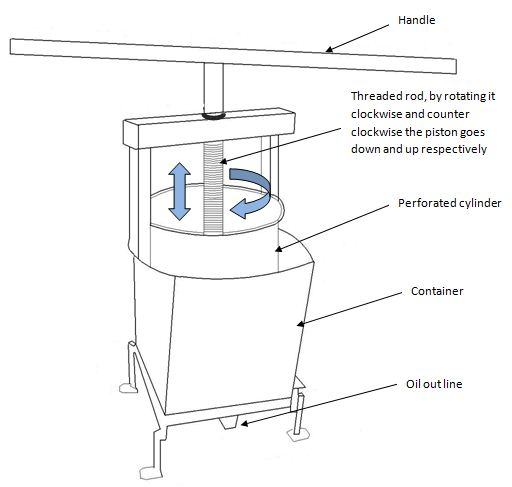 Handle
Threaded rod, by rotating it
clockwise and counter
clockwise the piston goes
down and up respectively
Perforated cylinder
Container
Oil out line